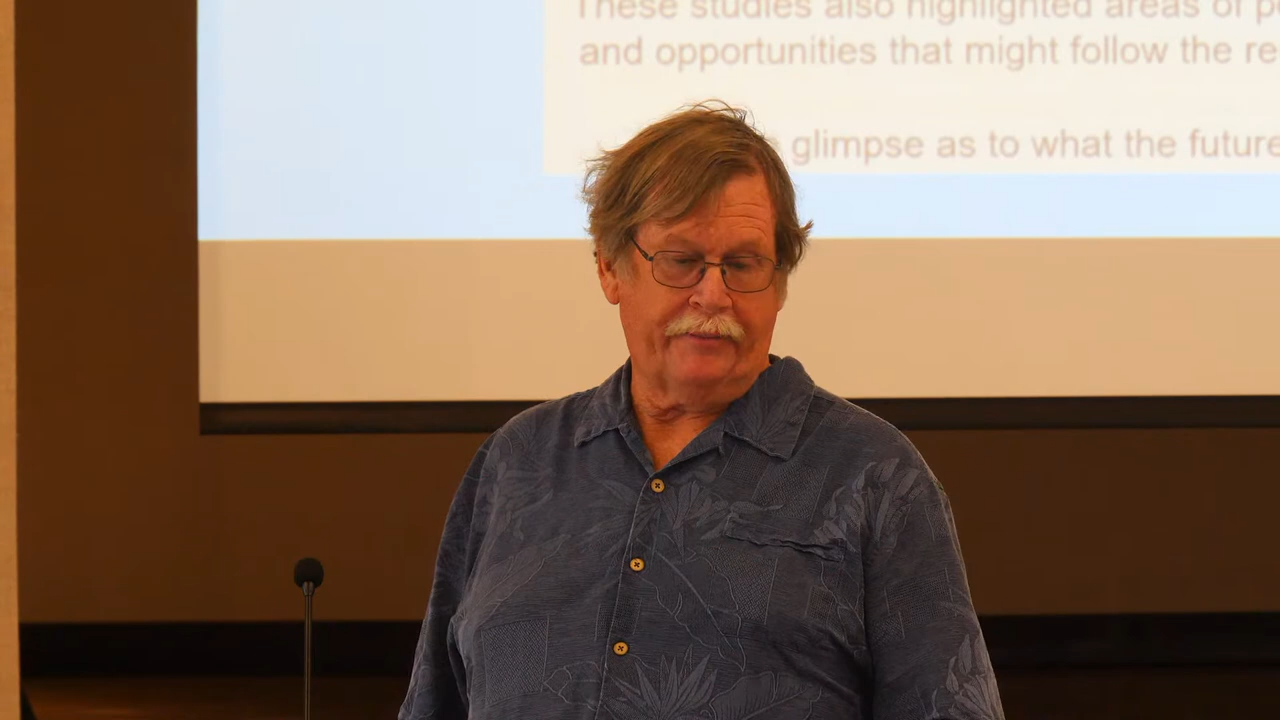 These studies also highlighted areas of
and opportunities that might follow the
glimpse as to what the future